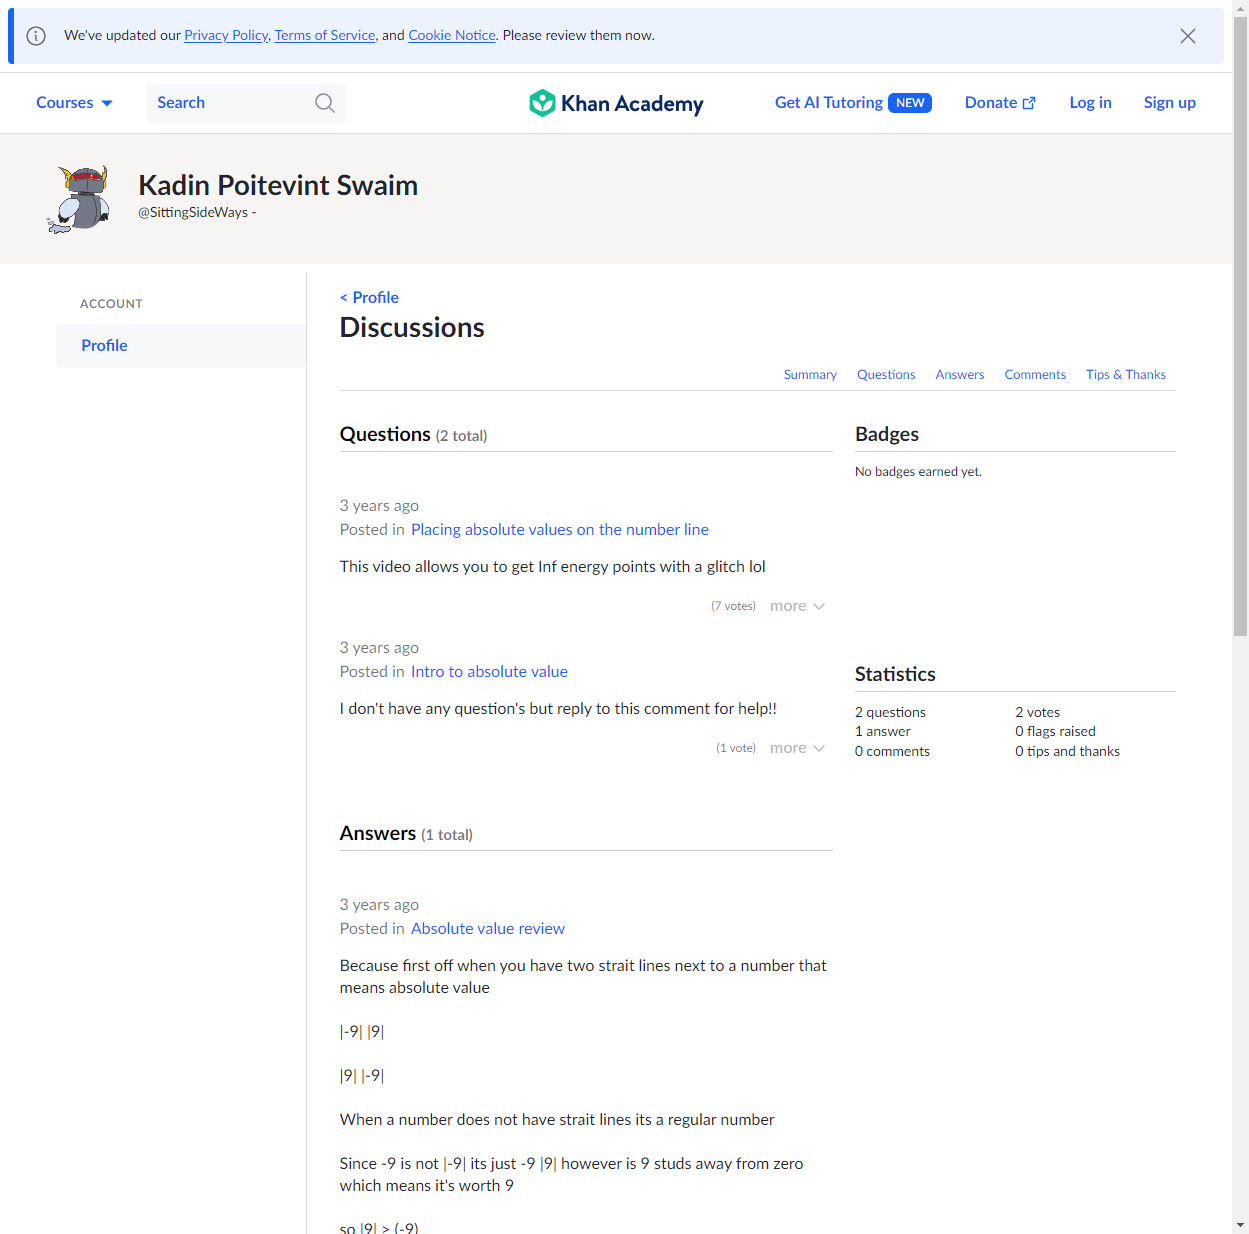 We've updated our Privacy Policy, Terms of Service, and Cookie Notice. Please review them now.
Courses
Search
Khan Academy
Get AI Tutoring NEW
Donate
Log in
Sign up
Kadin Poitevint Swaim
@SittingSideWays -
ACCOUNT
Profile
< Profile
Discussions
Summary
Questions
Answers
Comments
Tips & Thanks
Questions (2 total)
3 years ago
Posted in Placing absolute values on the number line
This video allows you to get Inf energy points with a glitch lol
(7 votes) more
3 years ago
Posted in Intro to absolute value
I don't have any question's but reply to this comment for help!!
(1 vote) more
Badges
No badges earned yet.
Statistics
2 questions
2 votes
1 answer
0 flags raised
0 comments
0 tips and thanks
Answers (1 total)
3 years ago
Posted in Absolute value review
Because first off when you have two strait lines next to a number that
means absolute value
|-9| |9|
|9| |-9|
When a number does not have strait lines its a regular number
Since -9 is not |-9| its just -9 |9| however is 9 studs away from zero
which means it's worth 9
so |9| > (-9)